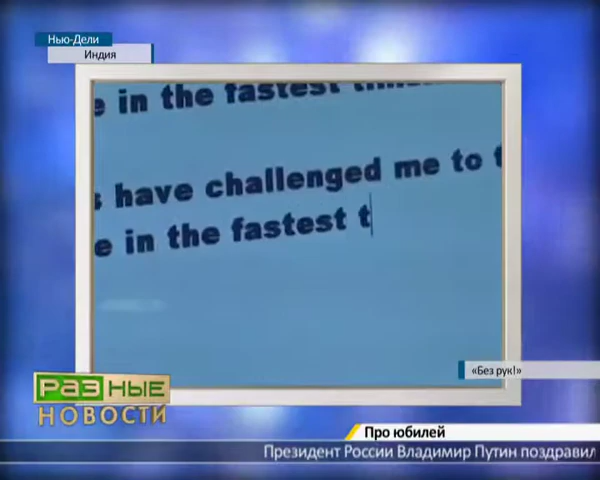 Нью-Дели
Индия
e in the fastest
s have challenged me to t
e in the fastest t
«Без рук!»
РАЗНЫЕ
НОВОСТИ
Про юбилей
Президент России Владимир Путин поздравил